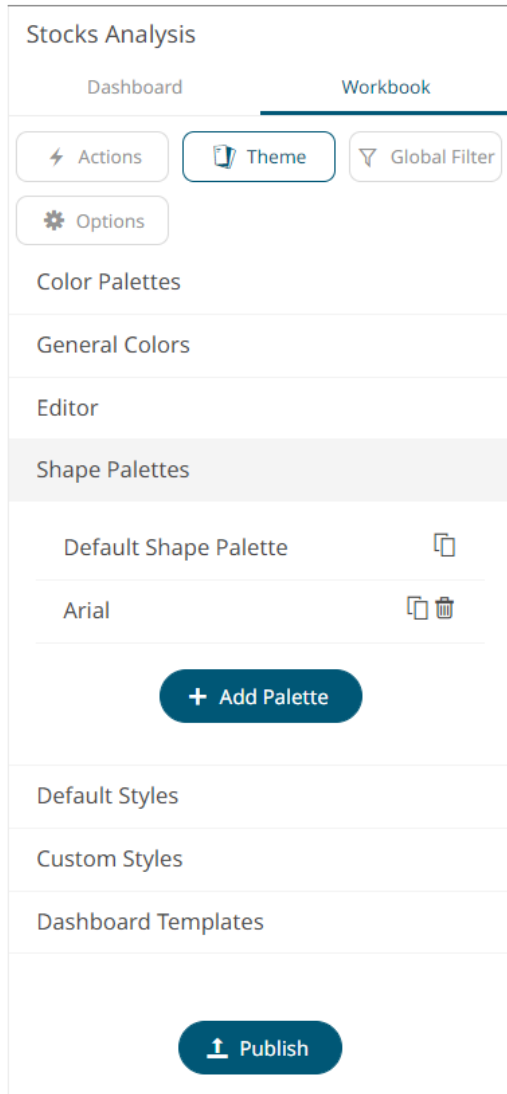 Stocks Analysis
Dashboard Workbook
Actions Theme Global Filter
Options
Color Palettes
General Colors
Editor
Shape Palettes
Default Shape Palette
Arial
+ Add Palette
Default Styles
Custom Styles
Dashboard Templates
Publish